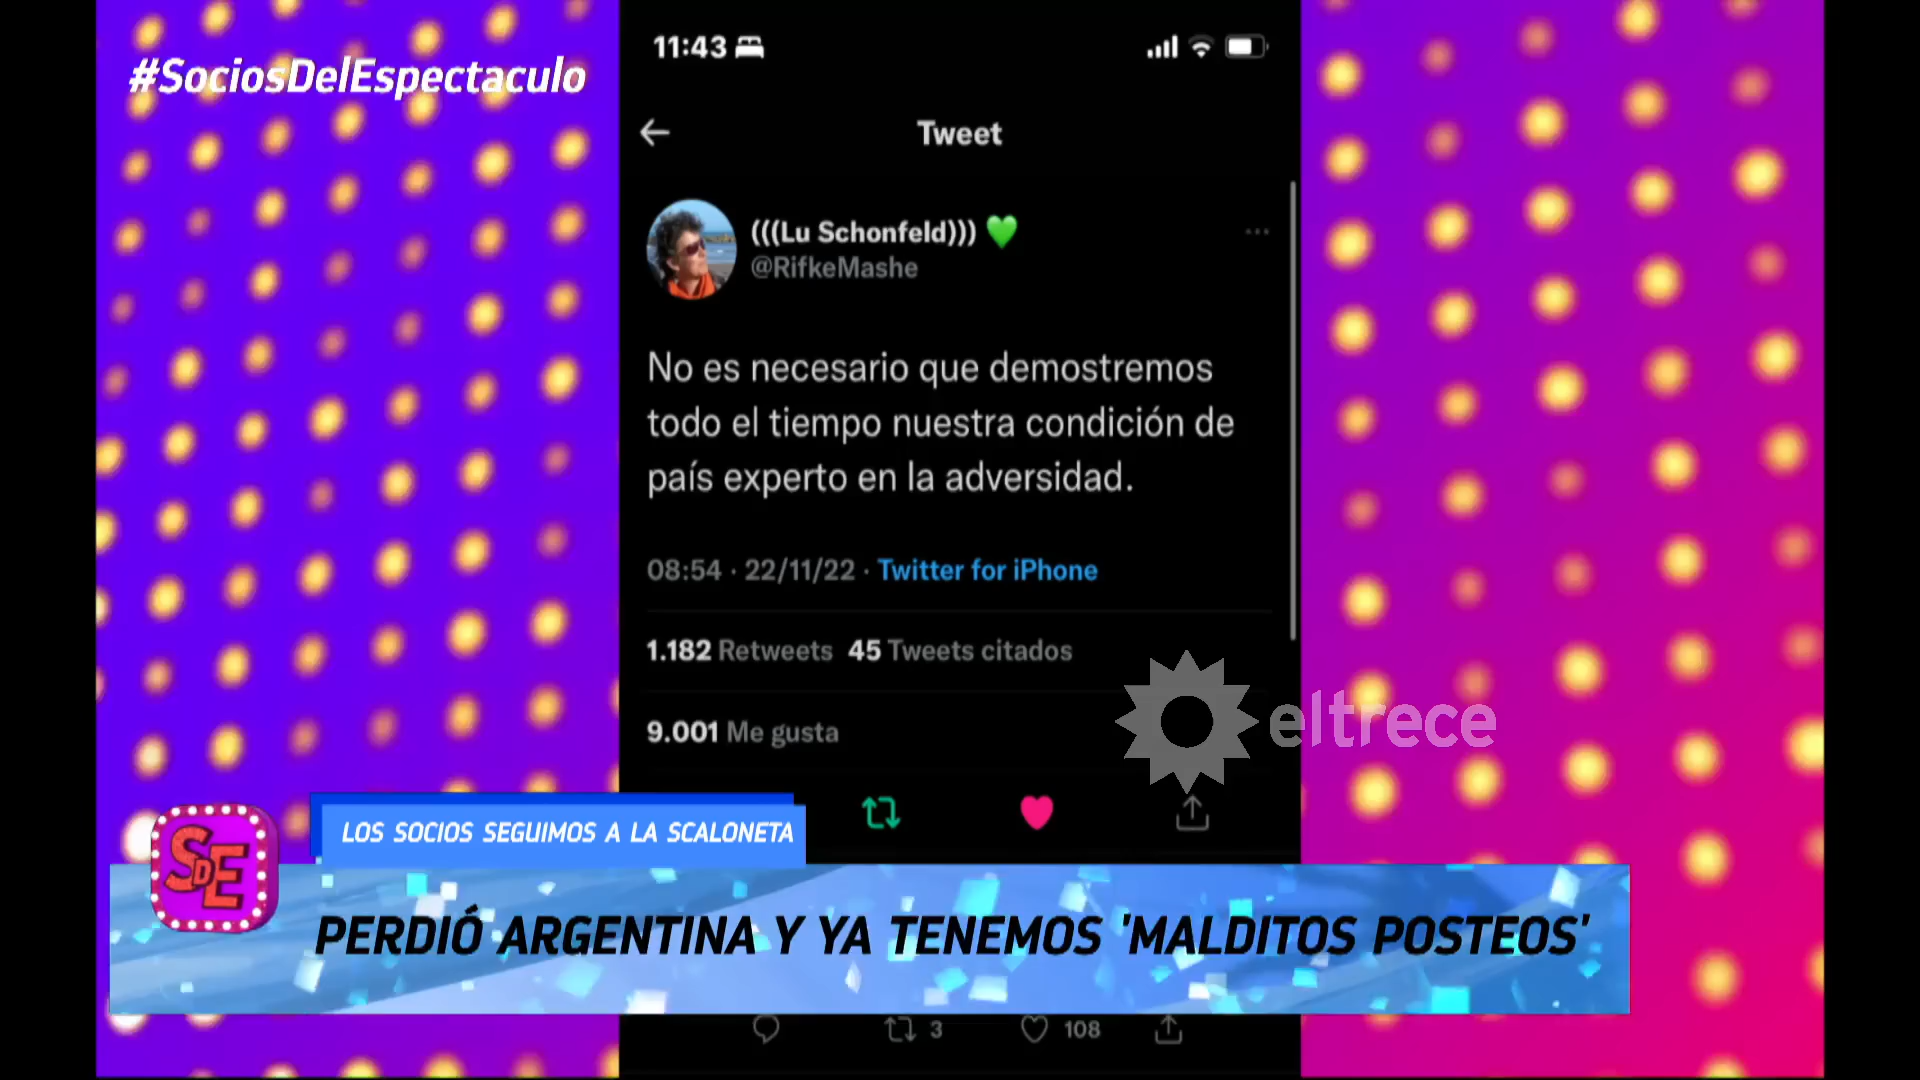 #SociosDelEspectaculo
11:43
Tweet
(((Lu Schonfeld))) 💚
@RifkeMashe
No es necesario que demostremos
todo el tiempo nuestra condición de
país experto en la adversidad.
08:54 · 22/11/22 · Twitter for iPhone
1.182 Retweets 45 Tweets citados
9.001 Me gusta
eltrece
SDE
LOS SOCIOS SEGUIMOS A LA SCALONETA
PERDIÓ ARGENTINA Y YA TENEMOS 'MALDITOS POSTEOS'
3 108